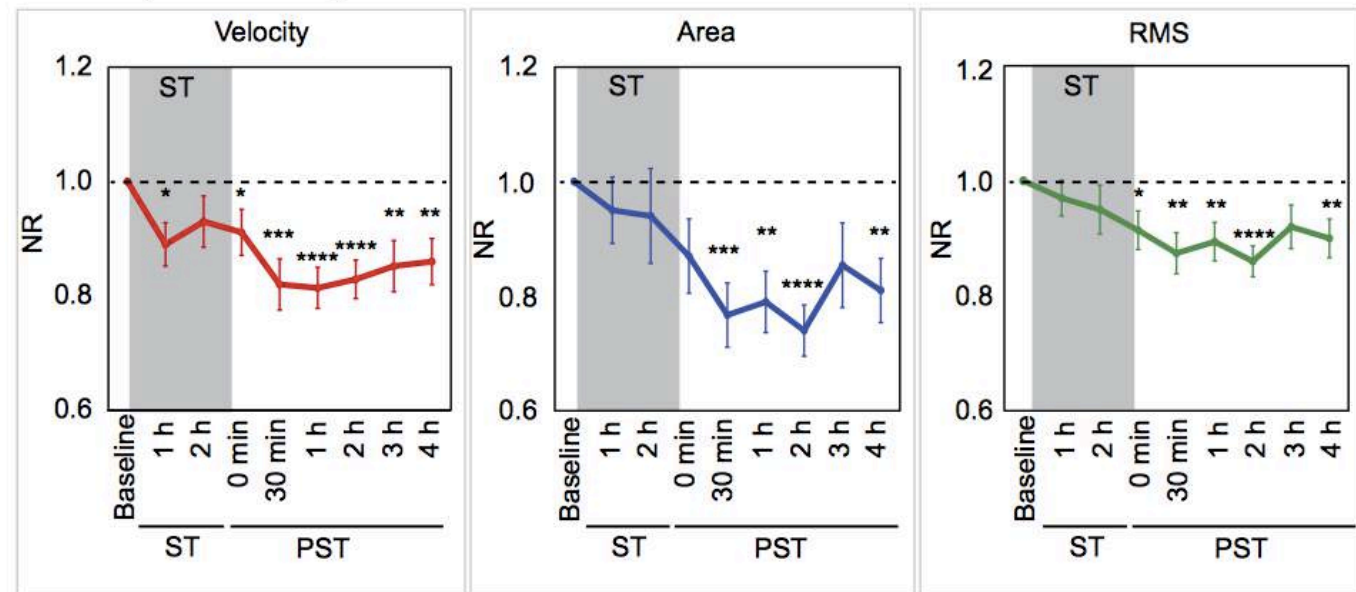 Velocity
1.2
ST
1.0
* *
*** **** **** ** **
NR
0.8
0.6
Baseline 1 h 2 h 0 min 30 min 1 h 2 h 3 h 4 h
ST PST
Area
1.2
ST
1.0
*** ** **** **
NR
0.8
0.6
Baseline 1 h 2 h 0 min 30 min 1 h 2 h 3 h 4 h
ST PST
RMS
1.2
ST
1.0
* ** ** **** **
NR
0.8
0.6
Baseline 1 h 2 h 0 min 30 min 1 h 2 h 3 h 4 h
ST PST